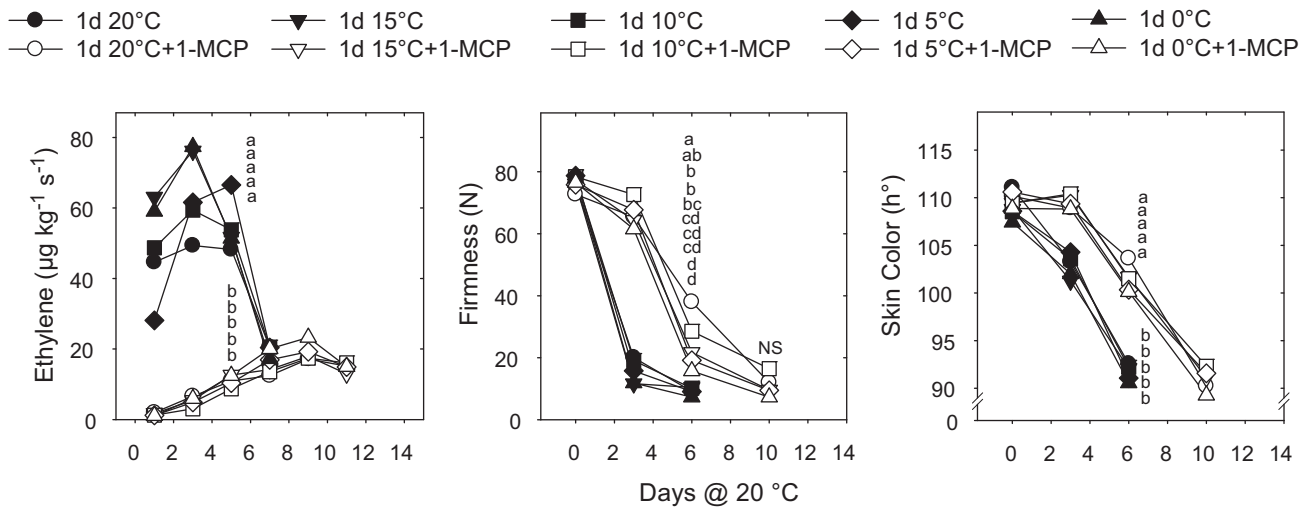 1d 20°C 1d 15°C 1d 10°C 1d 5°C 1d 0°C
1d 20°C+1-MCP 1d 15°C+1-MCP 1d 10°C+1-MCP 1d 5°C+1-MCP 1d 0°C+1-MCP
Ethylene (µg kg⁻¹ s⁻¹)
80
60
40
20
0
a
a
a
a
a
b
b
b
b
b
0 2 4 6 8 10 12 14
Firmness (N)
80
60
40
20
0
a
ab
b
b
bc
cd
cd
cd
d
d
NS
0 2 4 6 8 10 12 14
Skin Color (h°)
115
110
105
100
95
90
0
a
a
a
a
b
b
b
b
b
0 2 4 6 8 10 12 14
Days @ 20 °C